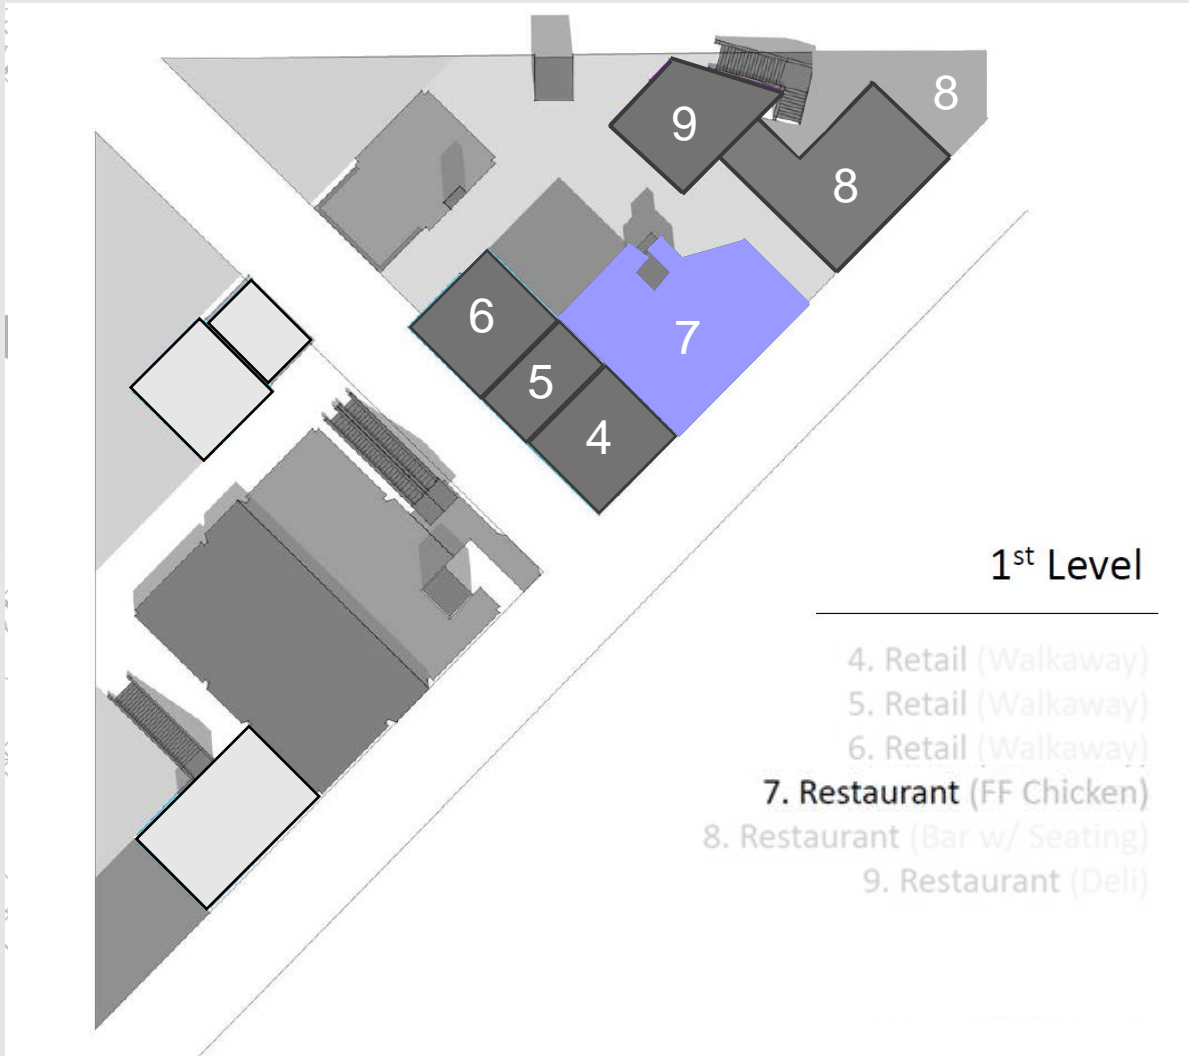 8
9
8
6
7
5
4
1st Level
4. Retail (Walkaway)
5. Retail (Walkaway)
6. Retail (Walkaway)
7. Restaurant (FF Chicken)
8. Restaurant (Bar w/ Seating)
9. Restaurant (Deli)